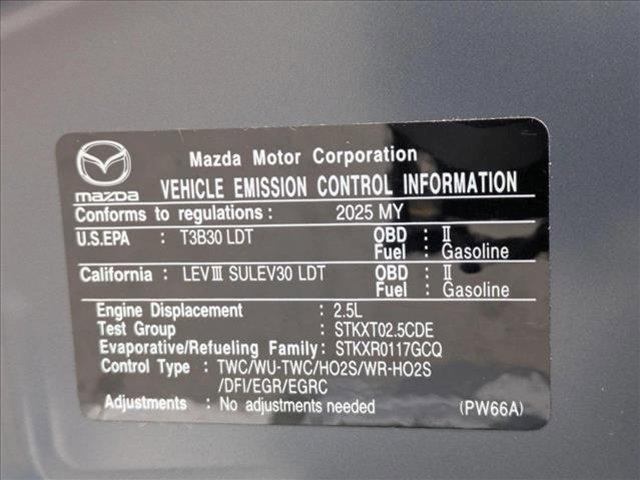 Mazda Motor Corporation
mazda VEHICLE EMISSION CONTROL INFORMATION
Conforms to regulations : 2025 MY
U.S.EPA : T3B30 LDT OBD : II
Fuel : Gasoline
California : LEVIII SULEV30 LDT OBD : II
Fuel : Gasoline
Engine Displacement : 2.5L
Test Group : STKXT02.5CDE
Evaporative/Refueling Family: STKXR0117GCQ
Control Type : TWC/WU-TWC/HO2S/WR-HO2S
/DFI/EGR/EGRC
Adjustments : No adjustments needed (PW66A)